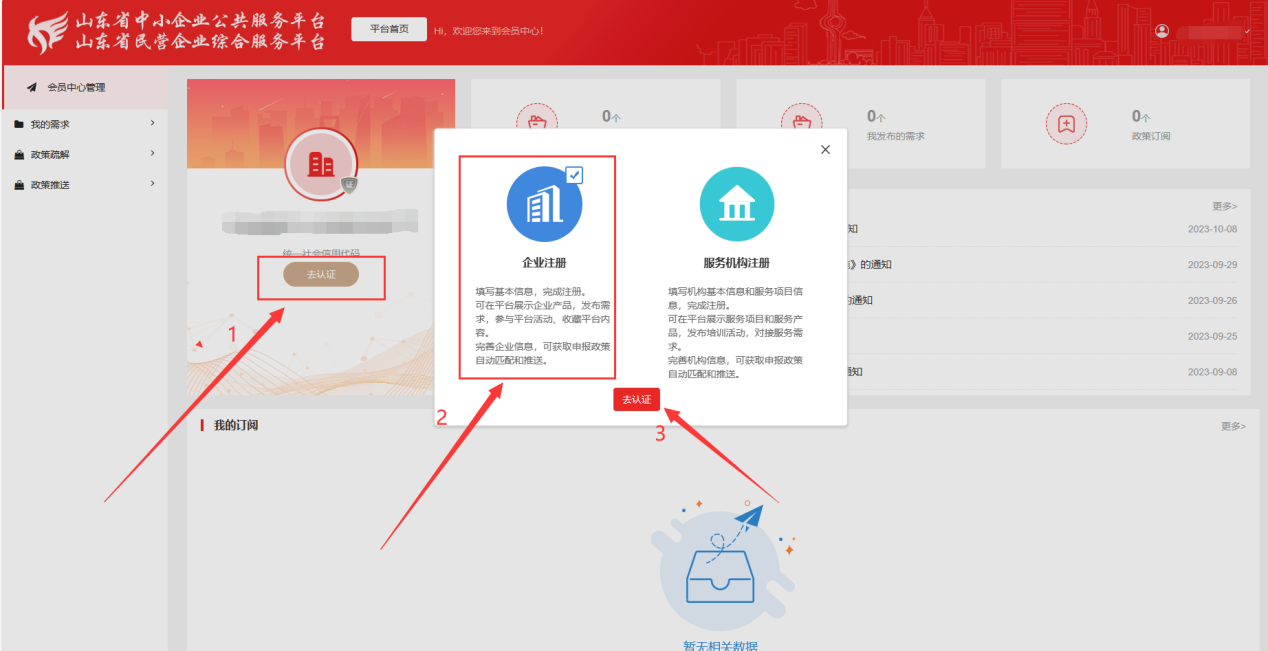 山东省中小企业公共服务平台
山东省民营企业综合服务平台
平台首页
Hi，欢迎您来到会员中心！
会员中心管理
我的需求
政策疏解
政策推送
统一社会信用代码
去认证
1
0个
0个
我发布的需求
0个
政策订阅
企业注册
填写基本信息，完成注册。
可在平台展示企业产品，发布需
求，参与平台活动、收藏平台内
容。
完善企业信息，可获取申报政策
自动匹配和推送。
服务机构注册
填写机构基本信息和服务项目信
息，完成注册。
可在平台展示服务项目和服务产
品，发布培训活动，对接服务需
求。
完善机构信息，可获取申报政策
自动匹配和推送。
去认证
2
3
更多>
知
2023-10-08
》的通知
2023-09-29
通知
2023-09-26
2023-09-25
通知
2023-09-08
我的订阅
更多>
暂无相关数据